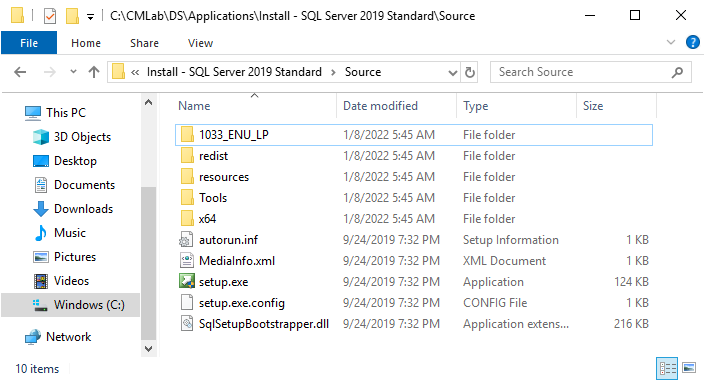 C:\CMLab\DS\Applications\Install - SQL Server 2019 Standard\Source
File Home Share View
Install - SQL Server 2019 Standard Source Search Source
This PC
3D Objects
Desktop
Documents
Downloads
Music
Pictures
Videos
Windows (C:)
Network
Name Date modified Type Size
1033_ENU_LP 1/8/2022 5:45 AM File folder
redist 1/8/2022 5:45 AM File folder
resources 1/8/2022 5:45 AM File folder
Tools 1/8/2022 5:45 AM File folder
x64 1/8/2022 5:45 AM File folder
autorun.inf 9/24/2019 7:32 PM Setup Information 1 KB
MediaInfo.xml 9/24/2019 7:32 PM XML Document 1 KB
setup.exe 9/24/2019 7:32 PM Application 124 KB
setup.exe.config 9/24/2019 7:32 PM CONFIG File 1 KB
SqlSetupBootstrapper.dll 9/24/2019 7:32 PM Application extens... 216 KB
10 items